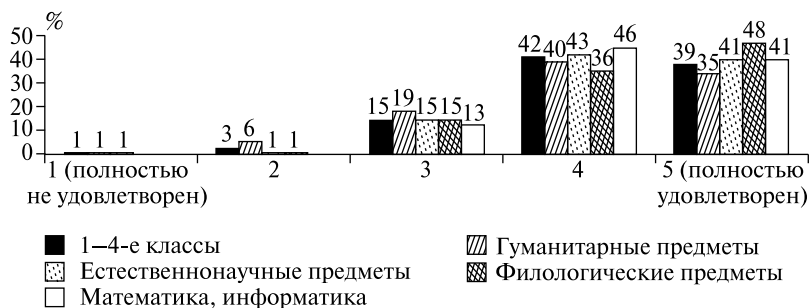 %
50
40
30
20
10
0
1 1 1
3 6 1 1
15 19 15 15 13
42 40 43 36 46
39 35 41 48 41
1 (полностью не удовлетворен)
2
3
4
5 (полностью удовлетворен)
1–4-е классы
Естественнонаучные предметы
Математика, информатика
Гуманитарные предметы
Филологические предметы